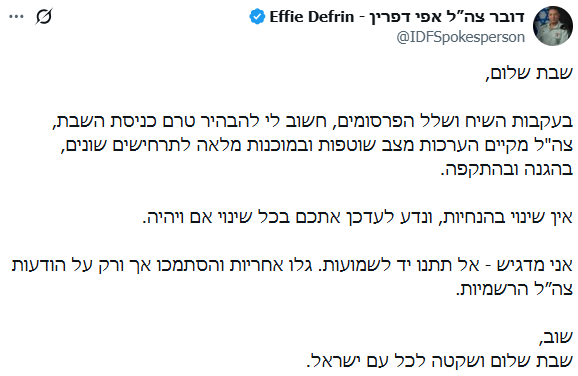 דובר צה״ל אפי דפרין - Effie Defrin
@IDFSpokesperson
שבת שלום,
בעקבות השיח ושלל הפרסומים, חשוב לי להבהיר טרם כניסת השבת,
צה"ל מקיים הערכות מצב שוטפות ובמוכנות מלאה לתרחישים שונים,
בהגנה ובהתקפה.
אין שינוי בהנחיות, ונדע לעדכן אתכם בכל שינוי אם ויהיה.
אני מדגיש - אל תתנו יד לשמועות. גלו אחריות והסתמכו אך ורק על הודעות
צה״ל הרשמיות.
שוב,
שבת שלום ושקטה לכל עם ישראל.